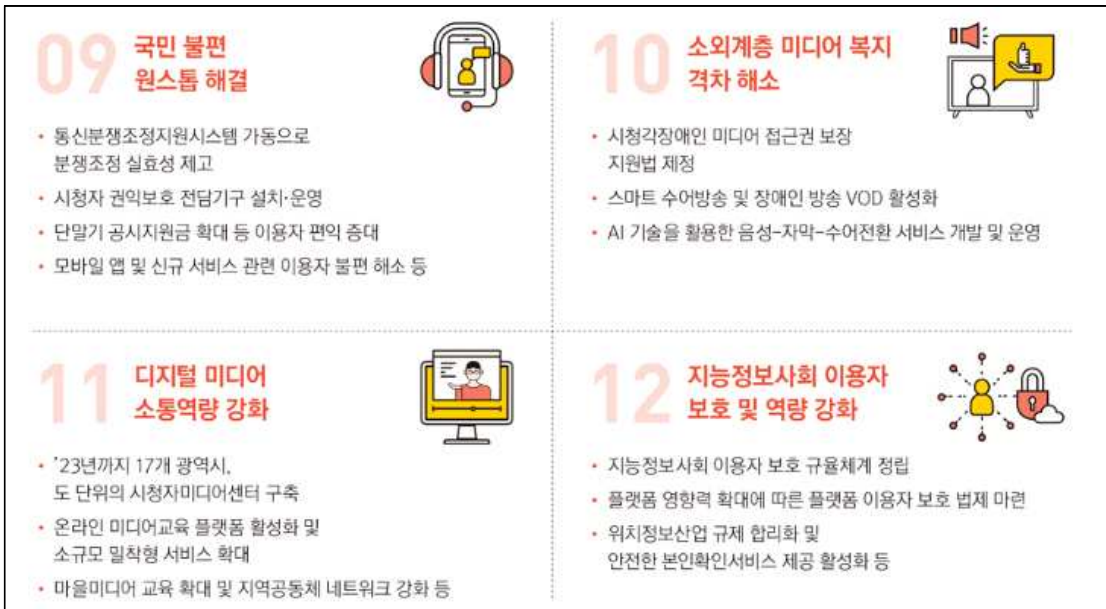 09 국민 불편
원스톱 해결
• 통신분쟁조정지원시스템 가동으로
분쟁조정 실효성 제고
• 시청자 권익보호 전담기구 설치·운영
• 단말기 공시지원금 확대 등 이용자 편익 증대
• 모바일 앱 및 신규 서비스 관련 이용자 불편 해소 등
10 소외계층 미디어 복지
격차 해소
• 시청각장애인 미디어 접근권 보장
지원법 제정
• 스마트 수어방송 및 장애인 방송 VOD 활성화
• AI 기술을 활용한 음성-자막-수어전환 서비스 개발 및 운영
11 디지털 미디어
소통역량 강화
• '23년까지 17개 광역시,
도 단위의 시청자미디어센터 구축
• 온라인 미디어교육 플랫폼 활성화 및
소규모 밀착형 서비스 확대
• 마을미디어 교육 확대 및 지역공동체 네트워크 강화 등
12 지능정보사회 이용자
보호 및 역량 강화
• 지능정보사회 이용자 보호 규율체계 정립
• 플랫폼 영향력 확대에 따른 플랫폼 이용자 보호 법제 마련
• 위치정보산업 규제 합리화 및
안전한 본인확인서비스 제공 활성화 등